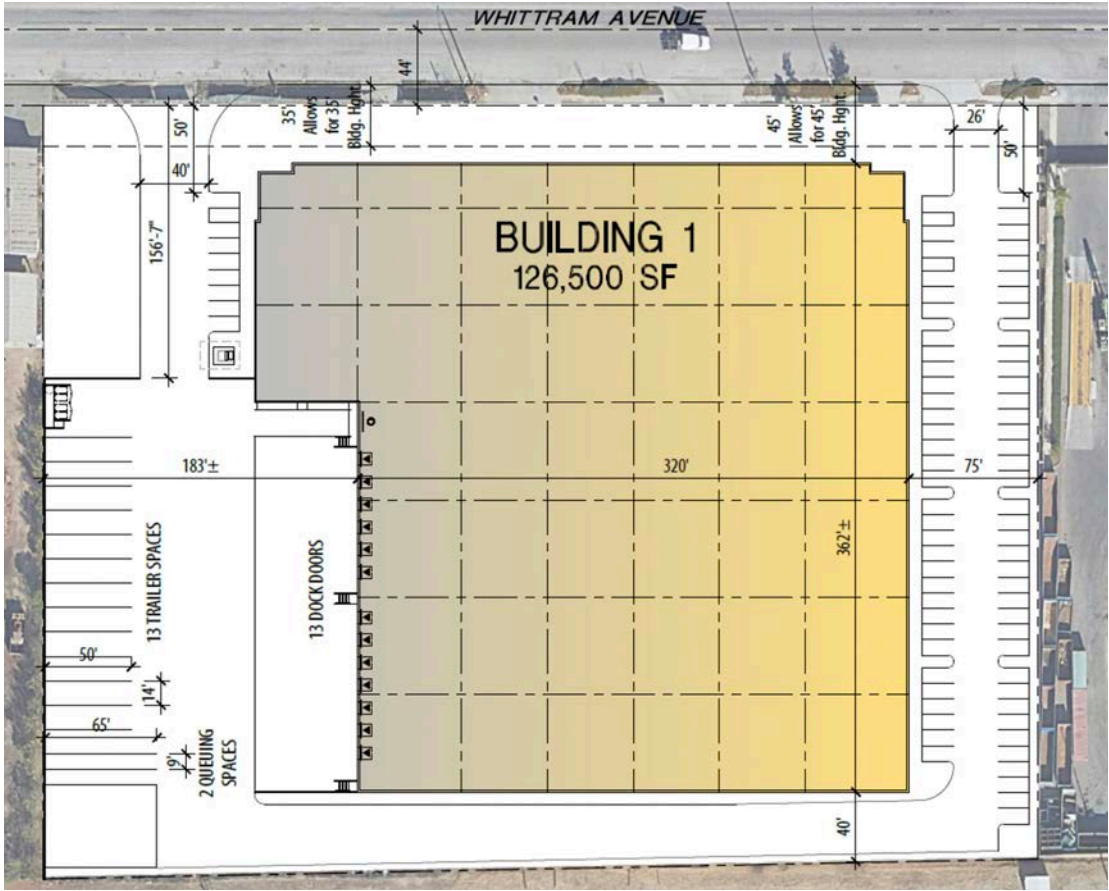 WHITTRAM AVENUE
44'
35'
Allows
for 35'
Bldg. Hght.
45'
Allows
for 45'
Bldg. Hght.
50'
40'
156'-7"
26'
50'
BUILDING 1
126,500 SF
183'±
320'
75'
362'±
13 TRAILER SPACES
13 DOCK DOORS
50'
14'
65'
9'
2 QUEUING
SPACES
40'